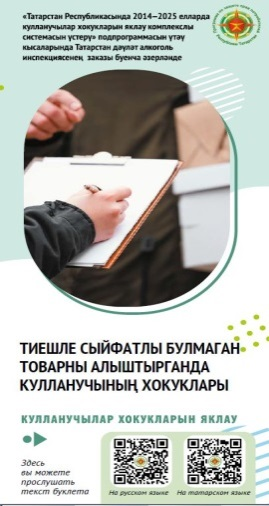 «Татарстан Республикасында 2014–2025 елларда
кулланучылар хокукларын яклау комплекслы
системасын үстерү» подпрограммасын үтәү
кысаларында Татарстан дәүләт алкоголь
инспекциясенең заказы буенча әзерләнде
ТИЕШЛЕ СЫЙФАТЛЫ БУЛМАГАН
ТОВАРНЫ АЛЫШТЫРГАНДА
КУЛЛАНУЧЫНЫҢ ХОКУКЛАРЫ
КУЛЛАНУЧЫЛАР ХОКУКЛАРЫН ЯКЛАУ
Здесь
вы можете
прослушать
текст буклета
На русском языке
На татарском языке